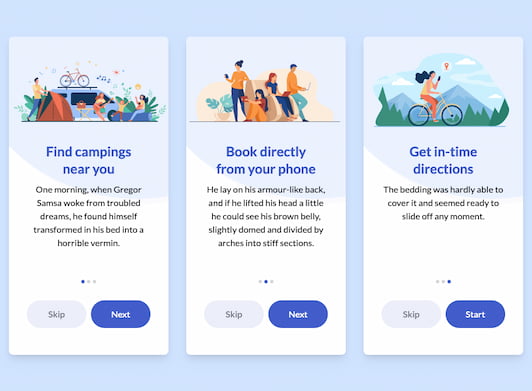 Find campings
near you
One morning, when Gregor
Samsa woke from troubled
dreams, he found himself
transformed in his bed into a
horrible vermin.
Skip
Next
Book directly
from your phone
He lay on his armour-like back,
and if he lifted his head a little
he could see his brown belly,
slightly domed and divided by
arches into stiff sections.
Skip
Next
Get in-time
directions
The bedding was hardly able to
cover it and seemed ready to
slide off any moment.
Skip
Start